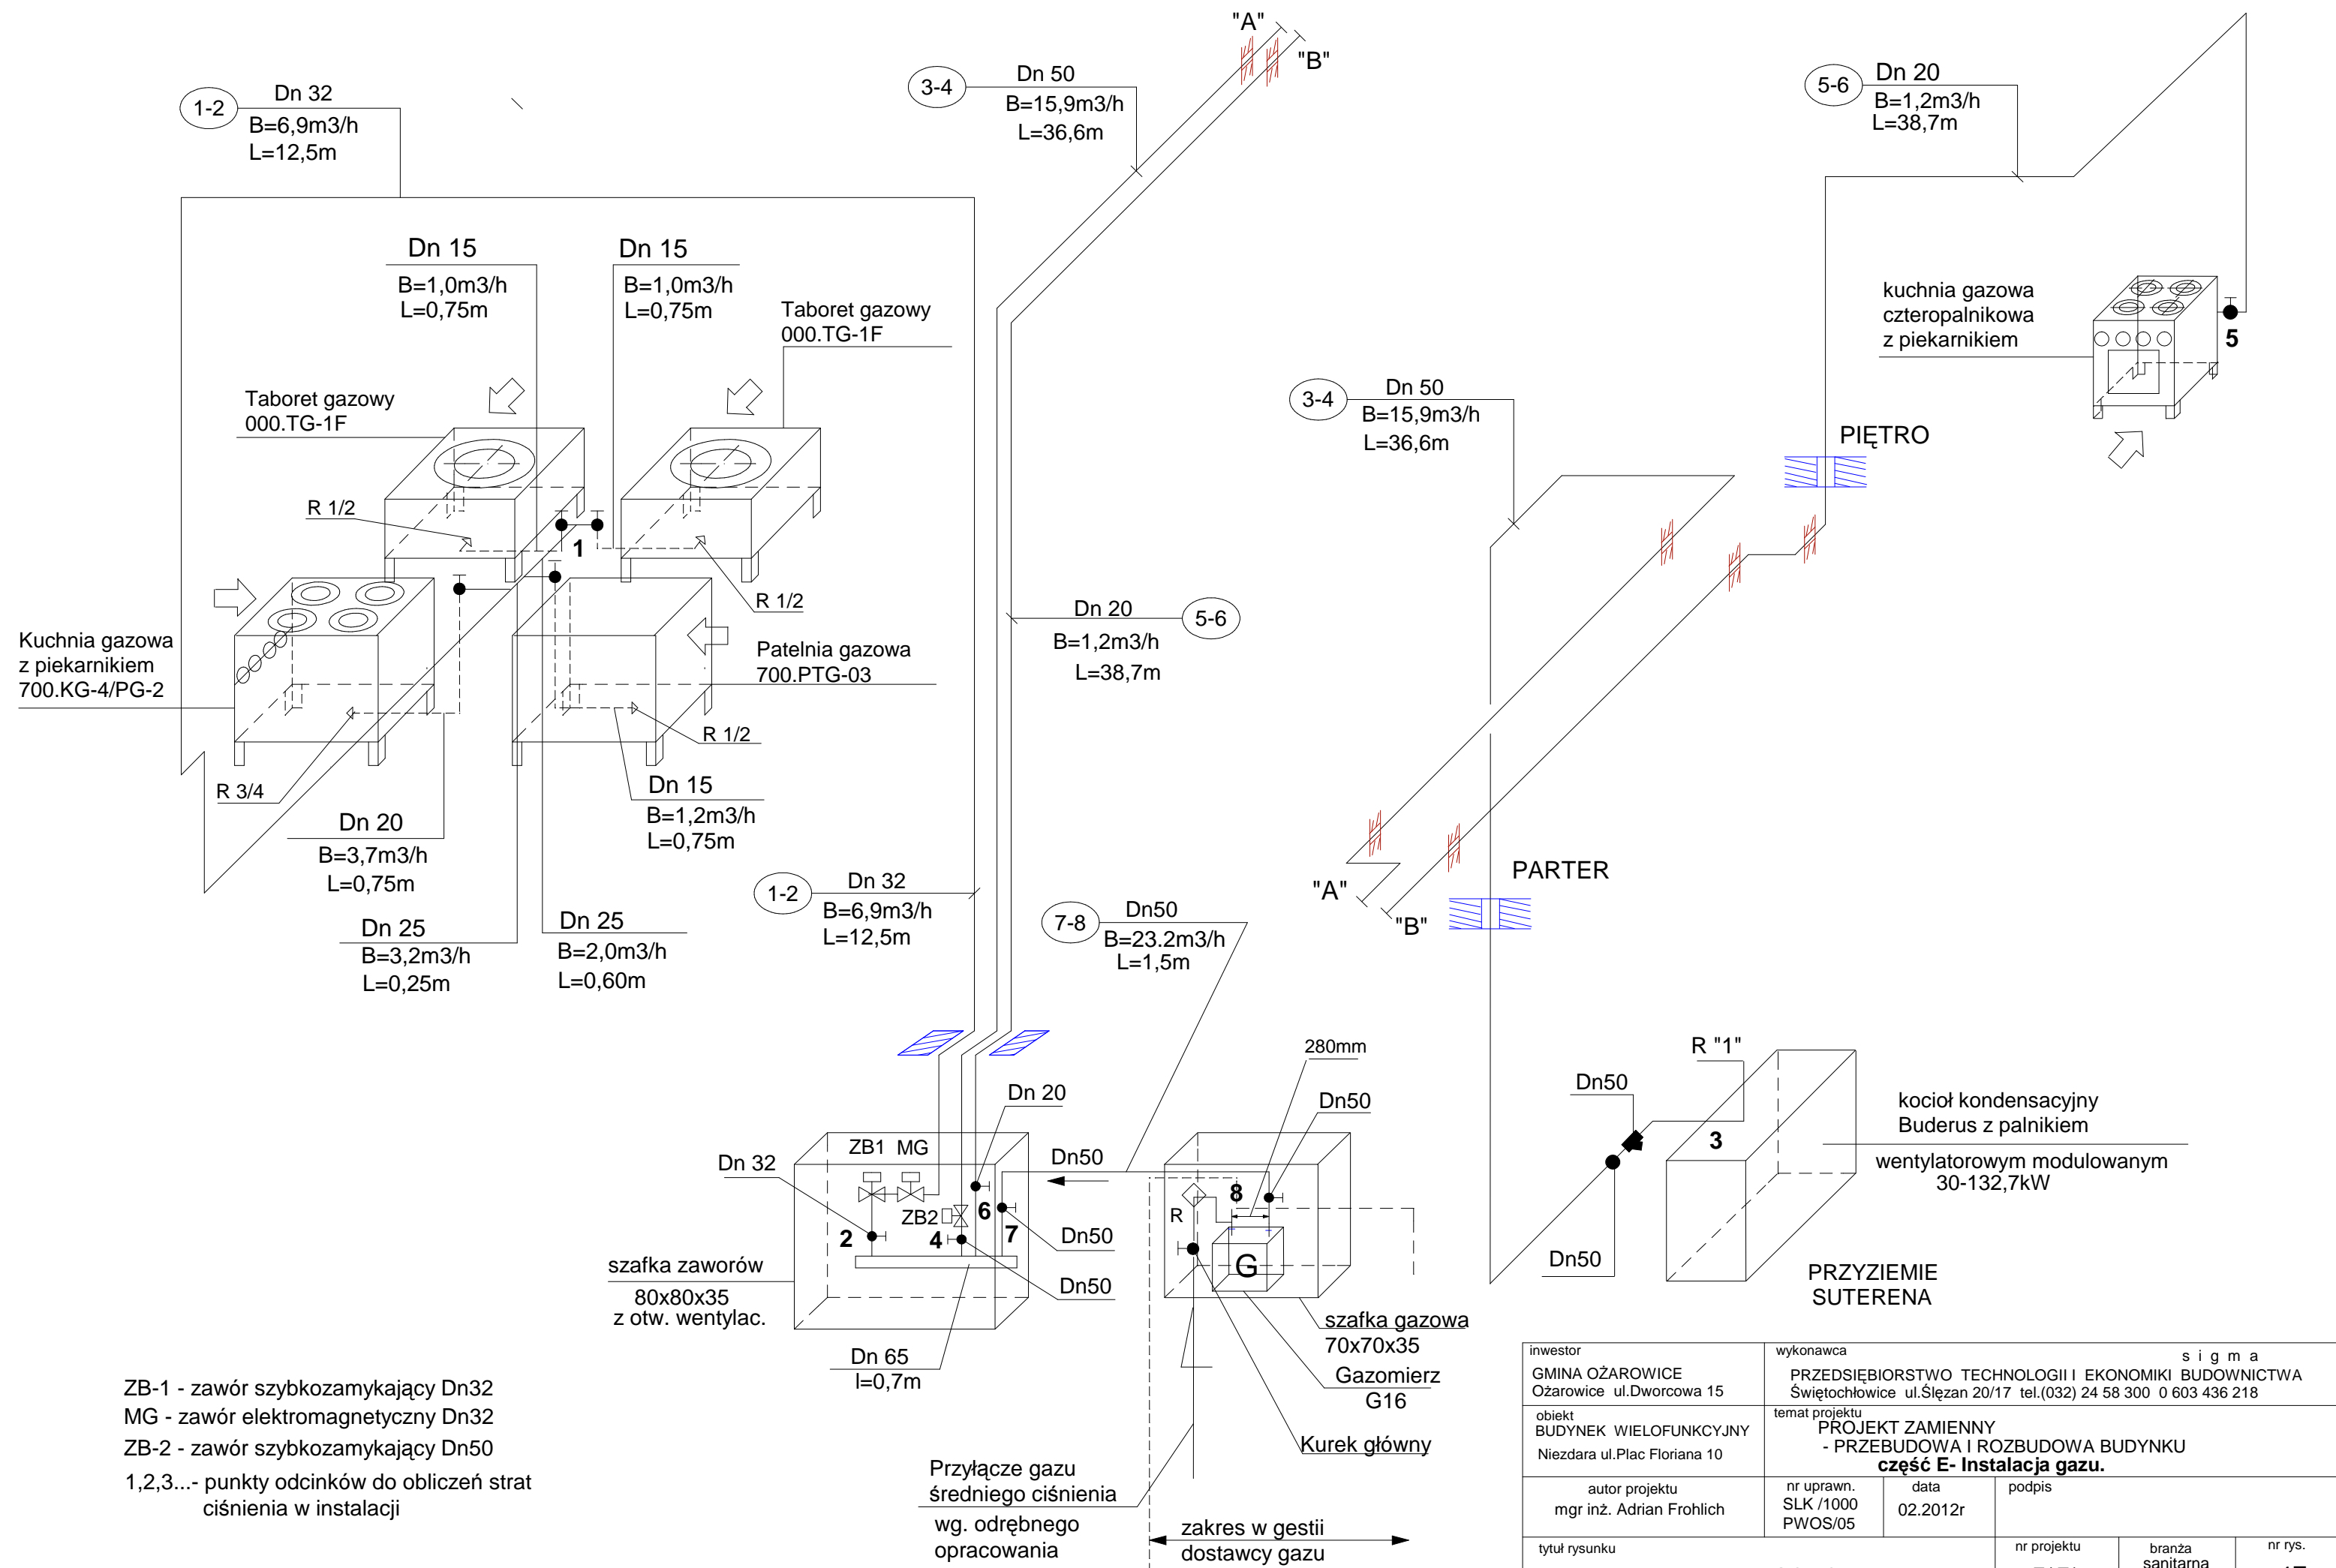 "A"
"B"
1-2
Dn 32
B=6,9m3/h
L=12,5m
3-4
Dn 50
B=15,9m3/h
L=36,6m
5-6
Dn 20
B=1,2m3/h
L=38,7m
Dn 15
B=1,0m3/h
L=0,75m
Dn 15
B=1,0m3/h
L=0,75m
Taboret gazowy
000.TG-1F
Taboret gazowy
000.TG-1F
kuchnia gazowa
czteropalnikowa
z piekarnikiem
5
3-4
Dn 50
B=15,9m3/h
L=36,6m
PIĘTRO
R 1/2
1
R 1/2
Dn 20
5-6
B=1,2m3/h
L=38,7m
Kuchnia gazowa
z piekarnikiem
700.KG-4/PG-2
Patelnia gazowa
700.PTG-03
R 1/2
R 3/4
Dn 15
B=1,2m3/h
L=0,75m
Dn 20
B=3,7m3/h
L=0,75m
1-2
Dn 32
B=6,9m3/h
L=12,5m
Dn 25
B=3,2m3/h
L=0,25m
Dn 25
B=2,0m3/h
L=0,60m
7-8
Dn50
B=23.2m3/h
L=1,5m
"A"
"B"
PARTER
280mm
R "1"
Dn50
Dn 20
Dn50
kocioł kondensacyjny
Buderus z palnikiem
wentylatorowym modulowanym
30-132,7kW
3
ZB1 MG
Dn 32
Dn50
8
R
ZB2
6
2
4
7
Dn50
G
Dn50
Dn50
szafka zaworów
80x80x35
z otw. wentylac.
PRZYZIEMIE
SUTERENA
szafka gazowa
70x70x35
Dn 65
l=0,7m
Gazomierz
G16
Kurek główny
ZB-1 - zawór szybkozamykający Dn32
MG - zawór elektromagnetyczny Dn32
ZB-2 - zawór szybkozamykający Dn50
1,2,3...- punkty odcinków do obliczeń strat
ciśnienia w instalacji
Przyłącze gazu
średniego ciśnienia
wg. odrębnego
opracowania
zakres w gestii
dostawcy gazu
inwestor
GMINA OŻAROWICE
Ożarowice ul.Dworcowa 15
wykonawca
s i g m a
PRZEDSIĘBIORSTWO TECHNOLOGII I EKONOMIKI BUDOWNICTWA
Świętochłowice ul.Ślęzan 20/17 tel.(032) 24 58 300 0 603 436 218
obiekt
BUDYNEK WIELOFUNKCYJNY
Niezdara ul.Plac Floriana 10
temat projektu
PROJEKT ZAMIENNY
- PRZEBUDOWA I ROZBUDOWA BUDYNKU
część E- Instalacja gazu.
autor projektu
mgr inż. Adrian Frohlich
nr uprawn.
SLK /1000
PWOS/05
data
02.2012r
podpis
tytuł rysunku
nr projektu
branża
sanitarna
nr rys.